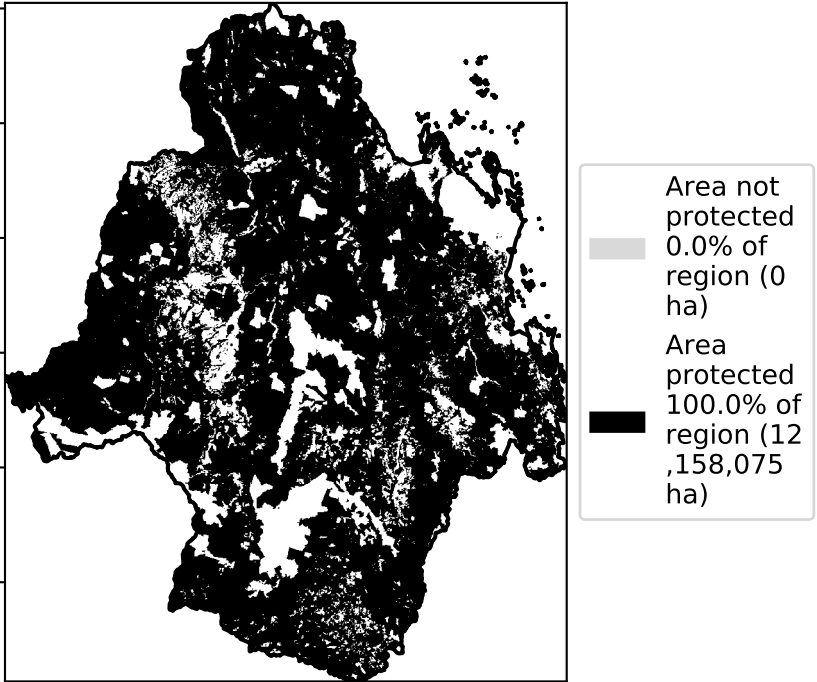 Area not
protected
0.0% of
region (0
ha)
Area
protected
100.0% of
region (12
,158,075
ha)